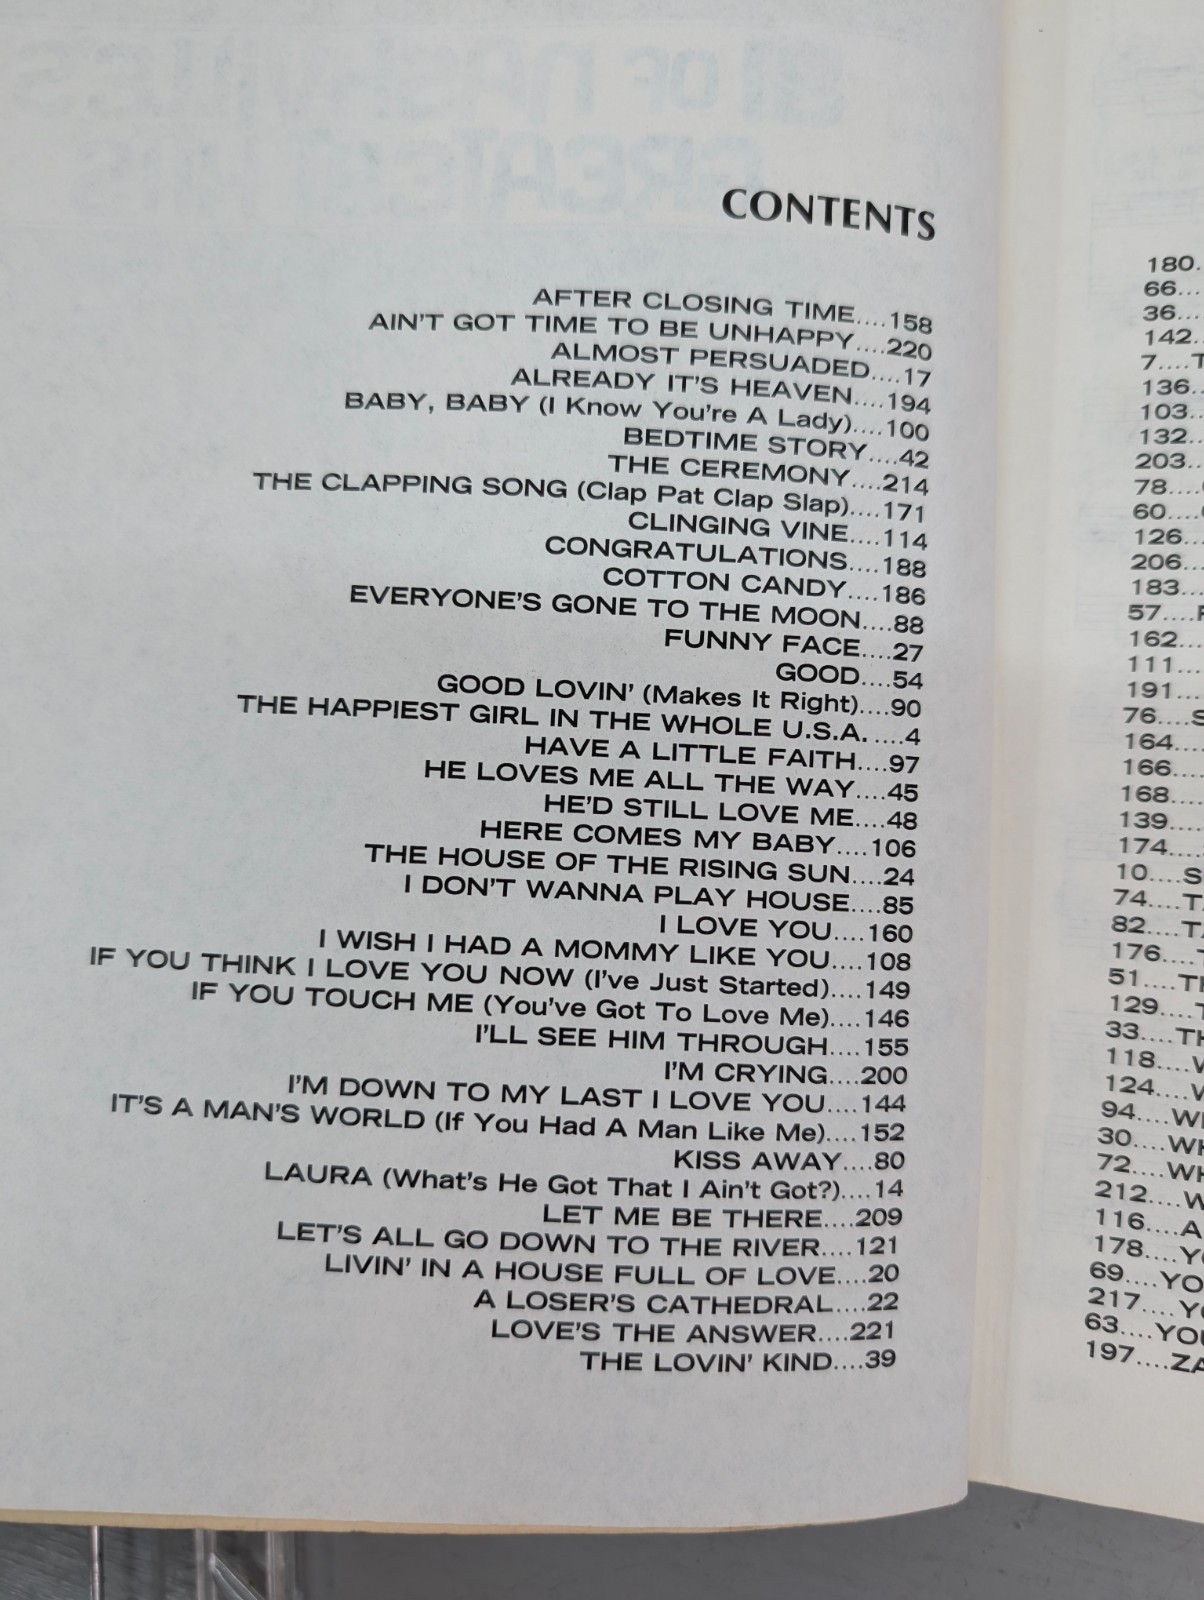 CONTENTS
AFTER CLOSING TIME....158
AIN'T GOT TIME TO BE UNHAPPY....220
ALMOST PERSUADED....17
ALREADY IT'S HEAVEN....194
BABY, BABY (I Know You're A Lady)....100
BEDTIME STORY....42
THE CEREMONY....214
THE CLAPPING SONG (Clap Pat Clap Slap)....171
CLINGING VINE....114
CONGRATULATIONS....188
COTTON CANDY....186
EVERYONE'S GONE TO THE MOON....88
FUNNY FACE....27
GOOD....54
GOOD LOVIN' (Makes It Right)....90
THE HAPPIEST GIRL IN THE WHOLE U.S.A. ....4
HAVE A LITTLE FAITH....97
HE LOVES ME ALL THE WAY....45
HE'D STILL LOVE ME....48
HERE COMES MY BABY....106
THE HOUSE OF THE RISING SUN....24
I DON'T WANNA PLAY HOUSE....85
I LOVE YOU....160
I WISH I HAD A MOMMY LIKE YOU....108
IF YOU THINK I LOVE YOU NOW (I've Just Started)....149
IF YOU TOUCH ME (You've Got To Love Me)....146
I'LL SEE HIM THROUGH....155
I'M CRYING....200
I'M DOWN TO MY LAST I LOVE YOU....144
IT'S A MAN'S WORLD (If You Had A Man Like Me)....152
KISS AWAY....80
LAURA (What's He Got That I Ain't Got?)....14
LET ME BE THERE....209
LET'S ALL GO DOWN TO THE RIVER....121
LIVIN' IN A HOUSE FULL OF LOVE....20
A LOSER'S CATHEDRAL....22
LOVE'S THE ANSWER....221
THE LOVIN' KIND....39
180.
66...
36....
142..
7....T
136..
103..
132..
203..
78....
60....
126...
206...
183...
57....
162...
111....
191....
76....S
164....
166....
168....
139....
174....
10....S
74....TA
82....TA
176....T
51....TH
129....T
33....TH
118....W
124....W
94....WH
30....WH
72....WH
212....W
116....A
178....YO
69....YO
217....YO
63....YOU
197....ZA